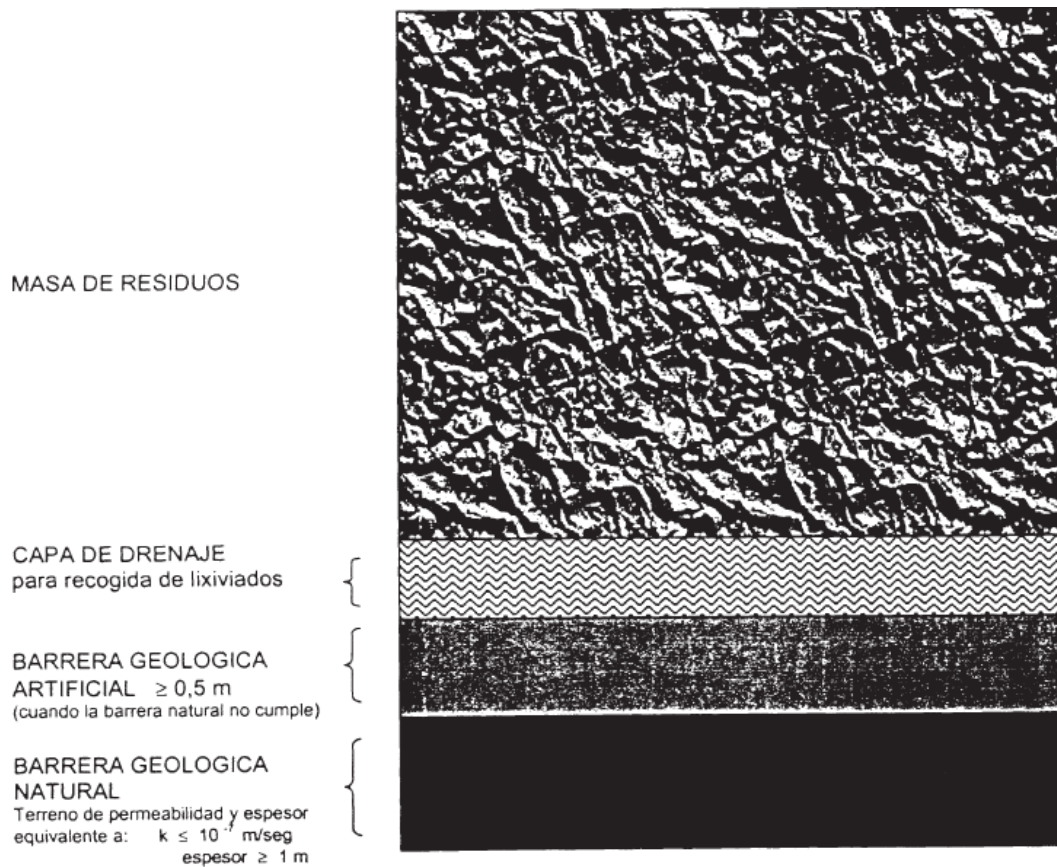 MASA DE RESIDUOS
CAPA DE DRENAJE
para recogida de lixiviados
BARRERA GEOLOGICA
ARTIFICIAL ≥ 0,5 m
(cuando la barrera natural no cumple)
BARRERA GEOLOGICA
NATURAL
Terreno de permeabilidad y espesor
equivalente a: k ≤ 10⁻⁷ m/seg
espesor ≥ 1 m